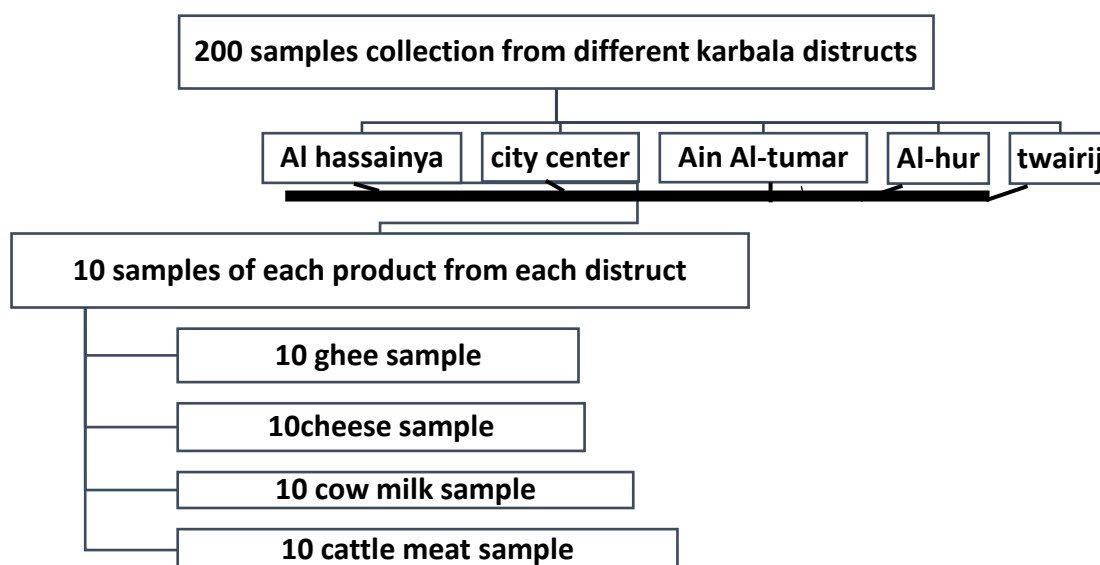 200 samples collection from different karbala distructs
Al hassainya
city center
Ain Al-tumar
Al-hur
twairij
10 samples of each product from each distruct
10 ghee sample
10cheese sample
10 cow milk sample
10 cattle meat sample